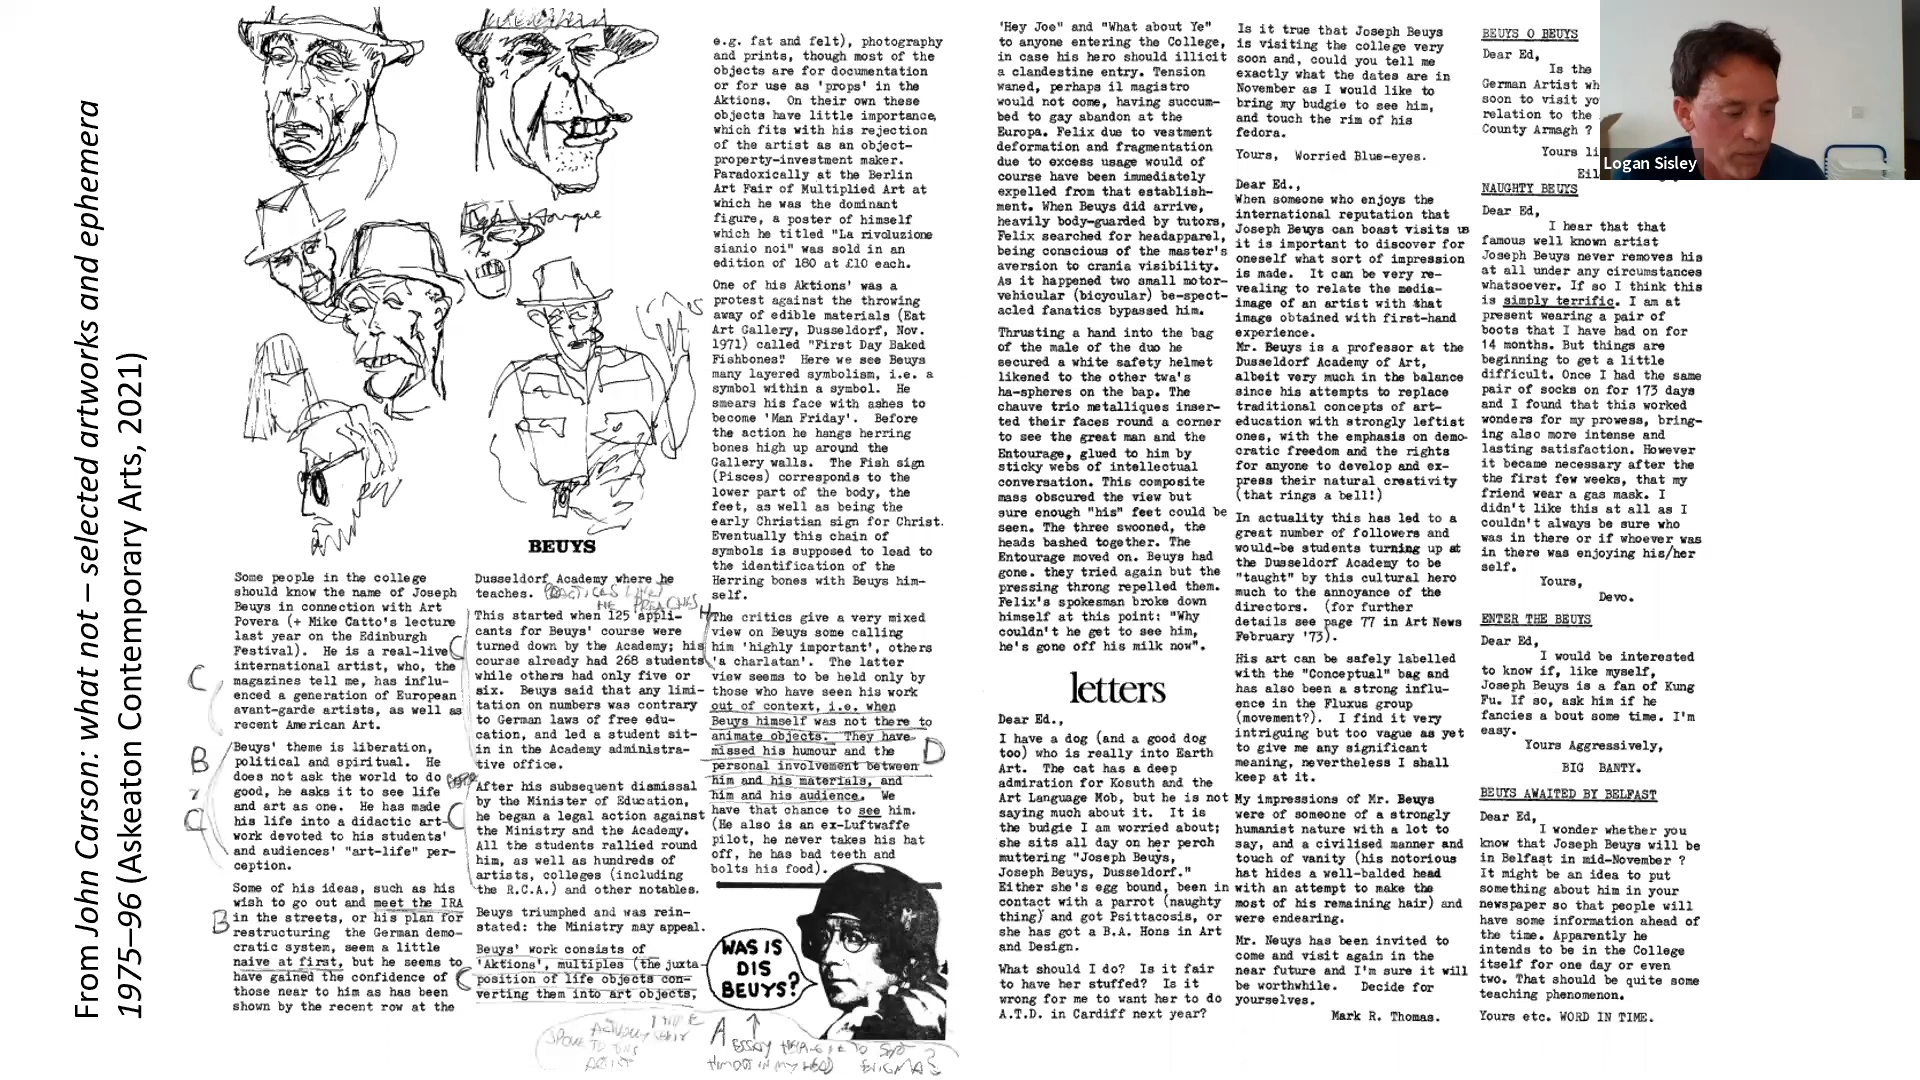 From John Carson: what not – selected artworks and ephemera
1975–96 (Askeaton Contemporary Arts, 2021)
BEUYS
Some people in the college
should know the name of Joseph
Beuys in connection with Art
Povera (+ Mike Catto's lecture
last year on the Edinburgh
Festival). He is a real-live
international artist, who, the
magazines tell me, has influ-
enced a generation of European
avant-garde artists, as well as
recent American Art.
Beuys' theme is liberation,
political and spiritual. He
does not ask the world to do
good, he asks it to see life
and art as one. He has made
his life into a didactic art-
work devoted to his students'
and audiences' "art-life" per-
ception.
Some of his ideas, such as his
wish to go out and meet the IRA
in the streets, or his plan for
restructuring the German demo-
cratic system, seem a little
naive at first, but he seems to
have gained the confidence of
those near to him as has been
shown by the recent row at the
C
B
C
B
Dusseldorf Academy where he
teaches.
PRACTICES WHAT
HE PREACHES
This started when 125 appli-
cants for Beuys' course were
turned down by the Academy; his
course already had 268 students
while others had only five or
six. Beuys said that any limi-
tation on numbers was contrary
to German laws of free edu-
cation, and led a student sit-
in in the Academy administra-
tive office.
After his subsequent dismissal
by the Minister of Education,
he began a legal action against
the Ministry and the Academy.
All the students rallied round
him, as well as hundreds of
artists, colleges (including
the R.C.A.) and other notables.
Beuys triumphed and was rein-
stated: the Ministry may appeal.
Beuys' work consists of
'Aktions', multiples (the juxta-
position of life objects con-
verting them into art objects,
C
C
C
e.g. fat and felt), photography
and prints, though most of the
objects are for documentation
or for use as 'props' in the
Aktions. On their own these
objects have little importance,
which fits with his rejection
of the artist as an object-
property-investment maker.
Paradoxically at the Berlin
Art Fair of Multiplied Art at
which he was the dominant
figure, a poster of himself
which he titled "La rivoluzione
sianio noi" was sold in an
edition of 180 at £10 each.
One of his Aktions' was a
protest against the throwing
away of edible materials (Eat
Art Gallery, Dusseldorf, Nov.
1971) called "First Day Baked
Fishbones" Here we see Beuys
many layered symbolism, i.e. a
symbol within a symbol. He
smears his face with ashes to
become 'Man Friday'. Before
the action he hangs herring
bones high up around the
Gallery walls. The Fish sign
(Pisces) corresponds to the
lower part of the body, the
feet, as well as being the
early Christian sign for Christ.
Eventually this chain of
symbols is supposed to lead to
the identification of the
Herring bones with Beuys him-
self.
The critics give a very mixed
view on Beuys some calling
him 'highly important', others
'a charlatan'. The latter
view seems to be held only by
those who have seen his work
out of context, i.e. when
Beuys himself was not there to
animate objects. They have
missed his humour and the
personal involvement between
him and his materials, and
him and his audience. We
have that chance to see him.
(He also is an ex-Luftwaffe
pilot, he never takes his hat
off, he has bad teeth and
bolts his food).
D
WAS IS
DIS
BEUYS?
SPOKE TO THIS
ARTIST
A
ESSAY
IN MY HEAD
ENIGMA?
'Hey Joe" and "What about Ye"
to anyone entering the College,
in case his hero should illicit
a clandestine entry. Tension
waned, perhaps il magistro
would not come, having succum-
bed to gay abandon at the
Europa. Felix due to vestment
deformation and fragmentation
due to excess usage would of
course have been immediately
expelled from that establish-
ment. When Beuys did arrive,
heavily body-guarded by tutors,
Felix searched for headapparel,
being conscious of the master's
aversion to crania visibility.
As it happened two small motor-
vehicular (bicycular) be-spect-
acled fanatics bypassed him.
Thrusting a hand into the bag
of the male of the duo he
secured a white safety helmet
likened to the other twa's
ha-spheres on the bap. The
chauve trio metalliques inser-
ted their faces round a corner
to see the great man and the
Entourage, glued to him by
sticky webs of intellectual
conversation. This composite
mass obscured the view but
sure enough "his" feet could be
seen. The three swooned, the
heads bashed together. The
Entourage moved on. Beuys had
gone. they tried again but the
pressing throng repelled them.
Felix's spokesman broke down
himself at this point: "Why
couldn't he get to see him,
he's gone off his milk now".
letters
Dear Ed.,
I have a dog (and a good dog
too) who is really into Earth
Art. The cat has a deep
admiration for Kosuth and the
Art Language Mob, but he is not
saying much about it. It is
the budgie I am worried about;
she sits all day on her perch
muttering "Joseph Beuys,
Joseph Beuys, Dusseldorf."
Either she's egg bound, been in
contact with a parrot (naughty
thing) and got Psittacosis, or
she has got a B.A. Hons in Art
and Design.
What should I do? Is it fair
to have her stuffed? Is it
wrong for me to want her to do
A.T.D. in Cardiff next year?
Is it true that Joseph Beuys
is visiting the college very
soon and, could you tell me
exactly what the dates are in
November as I would like to
bring my budgie to see him,
and touch the rim of his
fedora.
Yours, Worried Blue-eyes.
Dear Ed.,
When someone who enjoys the
international reputation that
Joseph Beuys can boast visits us
it is important to discover for
oneself what sort of impression
is made. It can be very re-
vealing to relate the media-
image of an artist with that
image obtained with first-hand
experience.
Mr. Beuys is a professor at the
Dusseldorf Academy of Art,
albeit very much in the balance
since his attempts to replace
traditional concepts of art-
education with strongly leftist
ones, with the emphasis on demo-
cratic freedom and the rights
for anyone to develop and ex-
press their natural creativity
(that rings a bell!)
In actuality this has led to a
great number of followers and
would-be students turning up at
the Dusseldorf Academy to be
"taught" by this cultural hero
much to the annoyance of the
directors. (for further
details see page 77 in Art News
February '73).
His art can be safely labelled
with the "Conceptual" bag and
has also been a strong influ-
ence in the Fluxus group
(movement?). I find it very
intriguing but too vague as yet
to give me any significant
meaning, nevertheless I shall
keep at it.
My impressions of Mr. Beuys
were of someone of a strongly
humanist nature with a lot to
say, and a civilised manner and
touch of vanity (his notorious
hat hides a well-balded head
with an attempt to make the
most of his remaining hair) and
were endearing.
Mr. Neuys has been invited to
come and visit again in the
near future and I'm sure it will
be worthwhile. Decide for
yourselves.
Mark R. Thomas.
BEUYS O BEUYS
Dear Ed,
Is the
German Artist wh
soon to visit yo
relation to the
County Armagh ?
Yours li
Eil
NAUGHTY BEUYS
Dear Ed,
I hear that that
famous well known artist
Joseph Beuys never removes his
at all under any circumstances
whatsoever. If so I think this
is simply terrific. I am at
present wearing a pair of
boots that I have had on for
14 months. But things are
beginning to get a little
difficult. Once I had the same
pair of socks on for 173 days
and I found that this worked
wonders for my prowess, bring-
ing also more intense and
lasting satisfaction. However
it became necessary after the
the first few weeks, that my
friend wear a gas mask. I
didn't like this at all as I
couldn't always be sure who
was in there or if whoever was
in there was enjoying his/her
self.
Yours,
Devo.
ENTER THE BEUYS
Dear Ed,
I would be interested
to know if, like myself,
Joseph Beuys is a fan of Kung
Fu. If so, ask him if he
fancies a bout some time. I'm
easy.
Yours Aggressively,
BIG BANTY.
BEUYS AWAITED BY BELFAST
Dear Ed,
I wonder whether you
know that Joseph Beuys will be
in Belfast in mid-November ?
It might be an idea to put
something about him in your
newspaper so that people will
have some information ahead of
the time. Apparently he
intends to be in the College
itself for one day or even
two. That should be quite some
teaching phenomenon.
Yours etc. WORD IN TIME.
Logan Sisley